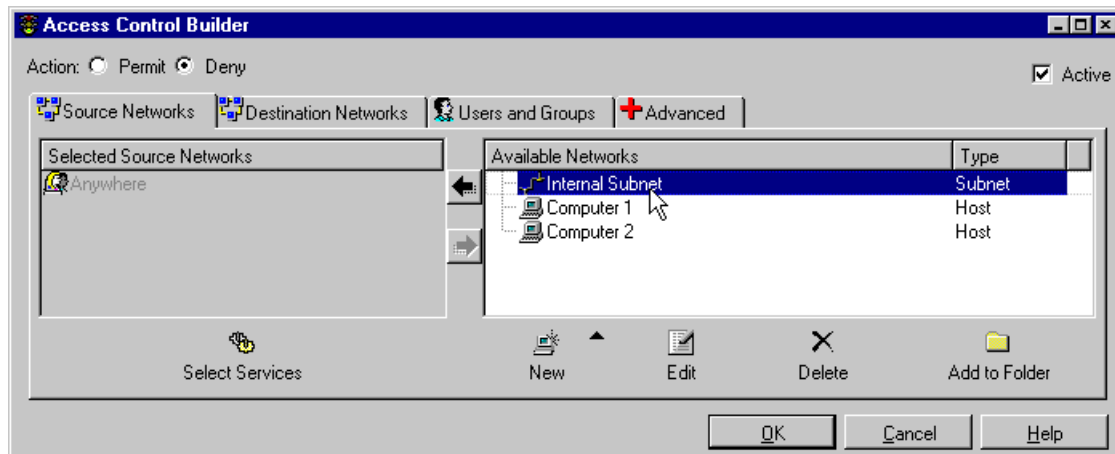 Access Control Builder
Action: Permit Deny
Active
Source Networks Destination Networks Users and Groups Advanced
Selected Source Networks
Anywhere
Available Networks Type
Internal Subnet Subnet
Computer 1 Host
Computer 2 Host
Select Services New Edit Delete Add to Folder
OK Cancel Help